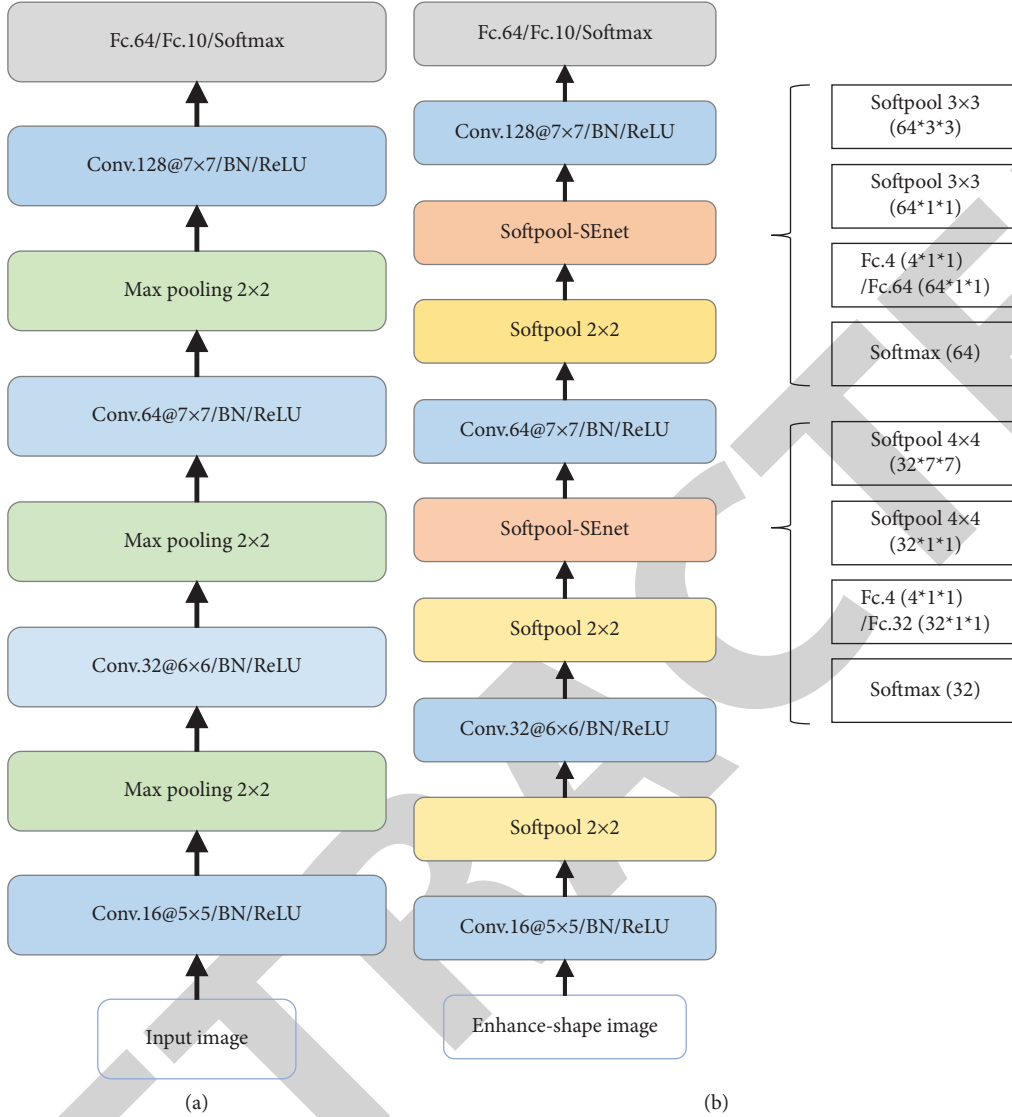 Fc.64/Fc.10/Softmax
Conv.128@7×7/BN/ReLU
Max pooling 2×2
Conv.64@7×7/BN/ReLU
Max pooling 2×2
Conv.32@6×6/BN/ReLU
Max pooling 2×2
Conv.16@5×5/BN/ReLU
Input image
(a)
Fc.64/Fc.10/Softmax
Conv.128@7×7/BN/ReLU
Softpool-SEnet
Softpool 2×2
Conv.64@7×7/BN/ReLU
Softpool-SEnet
Softpool 2×2
Conv.32@6×6/BN/ReLU
Softpool 2×2
Conv.16@5×5/BN/ReLU
Enhance-shape image
(b)
Softpool 3×3
(64*3*3)
Softpool 3×3
(64*1*1)
Fc.4 (4*1*1)
/Fc.64 (64*1*1)
Softmax (64)
Softpool 4×4
(32*7*7)
Softpool 4×4
(32*1*1)
Fc.4 (4*1*1)
/Fc.32 (32*1*1)
Softmax (32)